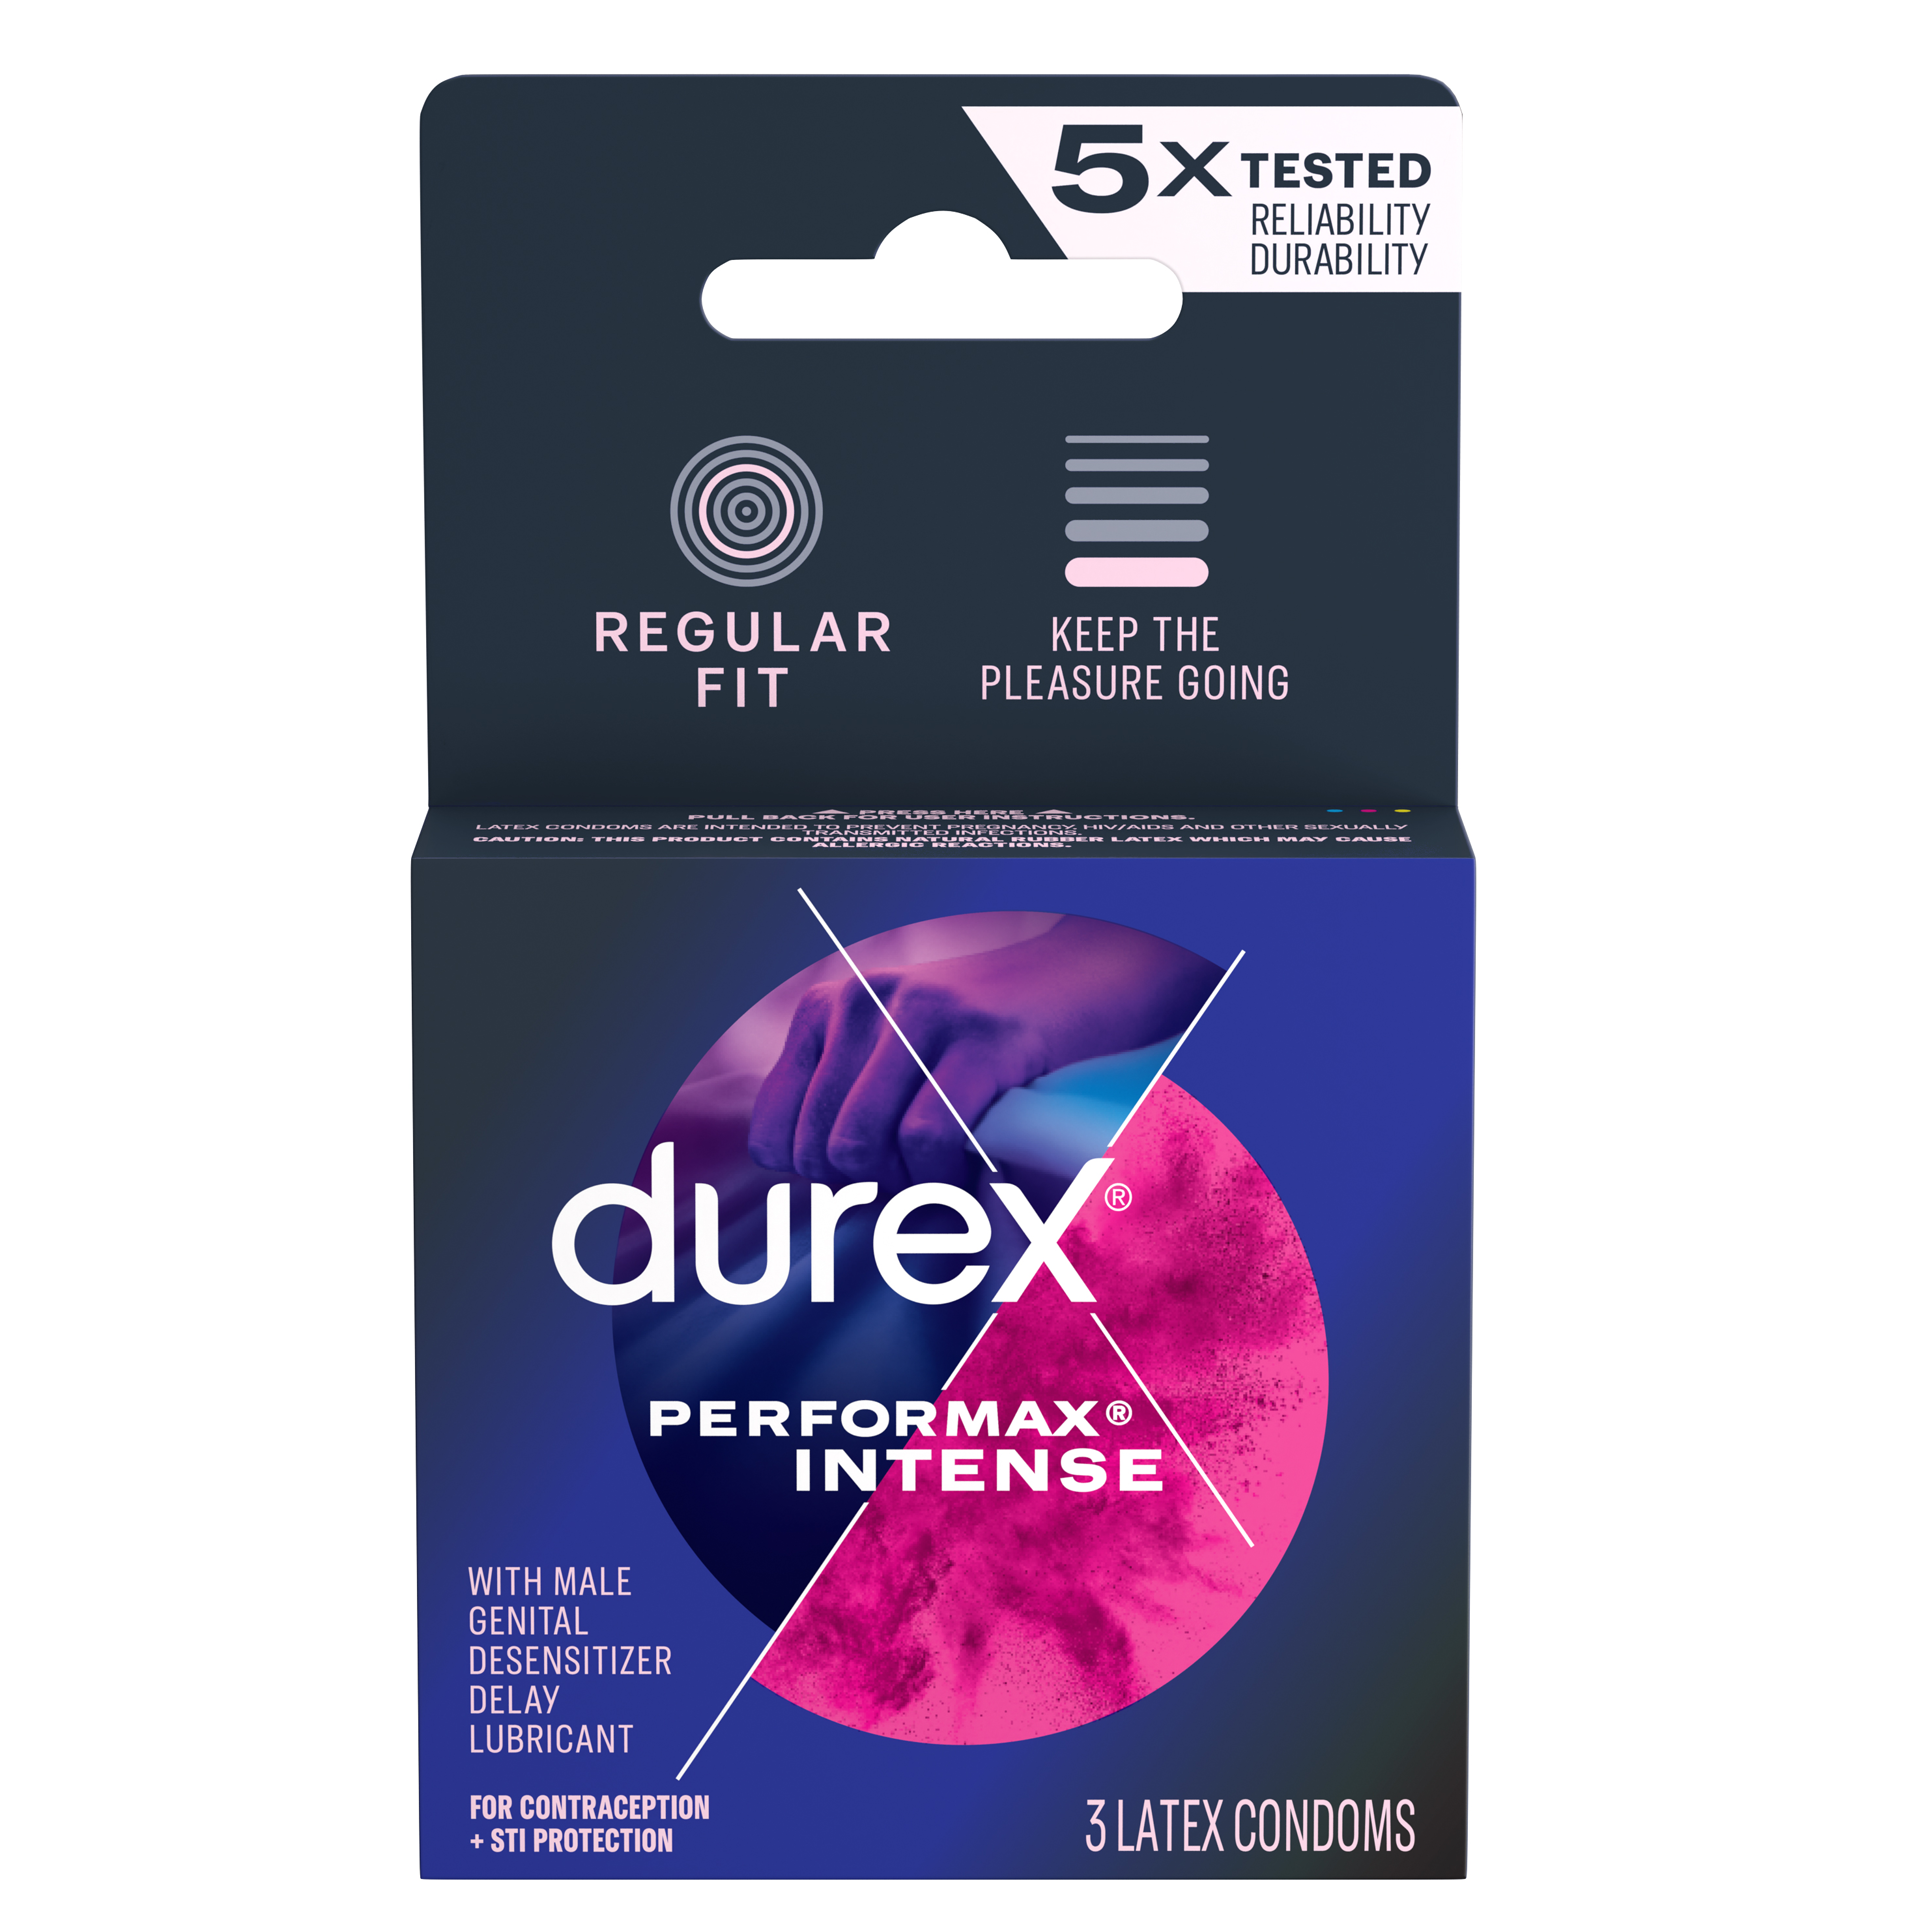 5X TESTED
RELIABILITY
DURABILITY
REGULAR
FIT
KEEP THE
PLEASURE GOING
PRESS HERE
PULL BACK FOR USER INSTRUCTIONS.
LATEX CONDOMS ARE INTENDED TO PREVENT PREGNANCY, HIV/AIDS AND OTHER SEXUALLY
TRANSMITTED INFECTIONS.
CAUTION: THIS PRODUCT CONTAINS NATURAL RUBBER LATEX WHICH MAY CAUSE
ALLERGIC REACTIONS.
durex®
PERFORMAX®
INTENSE
WITH MALE
GENITAL
DESENSITIZER
DELAY
LUBRICANT
FOR CONTRACEPTION
+ STI PROTECTION
3 LATEX CONDOMS